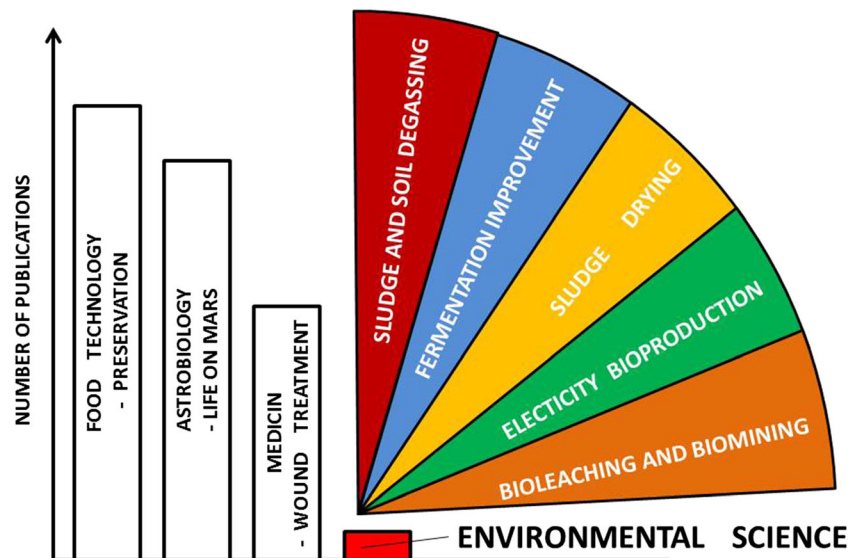 NUMBER OF PUBLICATIONS
FOOD TECHNOLOGY
- PRESERVATION
ASTROBIOLOGY
- LIFE ON MARS
MEDICIN
- WOUND TREATMENT
SLUDGE AND SOIL DEGASSING
FERMENTATION IMPROVEMENT
SLUDGE DRYING
ELECTICITY BIOPRODUCTION
BIOLEACHING AND BIOMINING
ENVIRONMENTAL SCIENCE